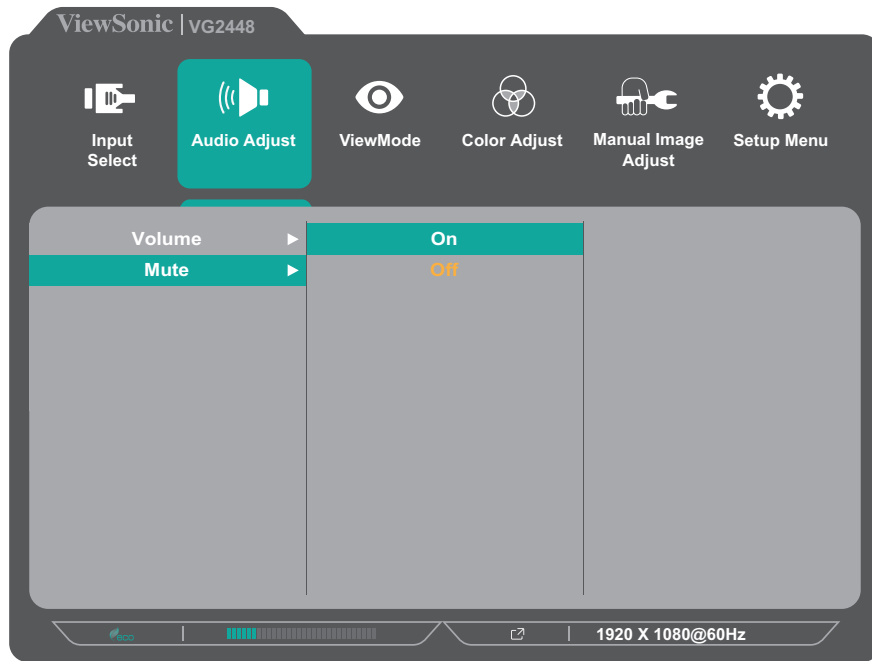 ViewSonic | VG2448
Input
Select
Audio Adjust
ViewMode
Color Adjust
Manual Image
Adjust
Setup Menu
Volume
On
Mute
Off
eco
1920 X 1080@60Hz